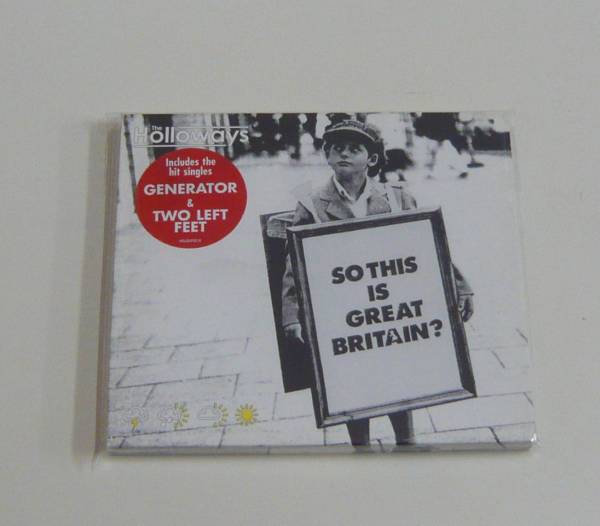 The
Holloways
Includes the
hit singles
GENERATOR
&
TWO LEFT
FEET
SO THIS
IS
GREAT
BRITAIN?